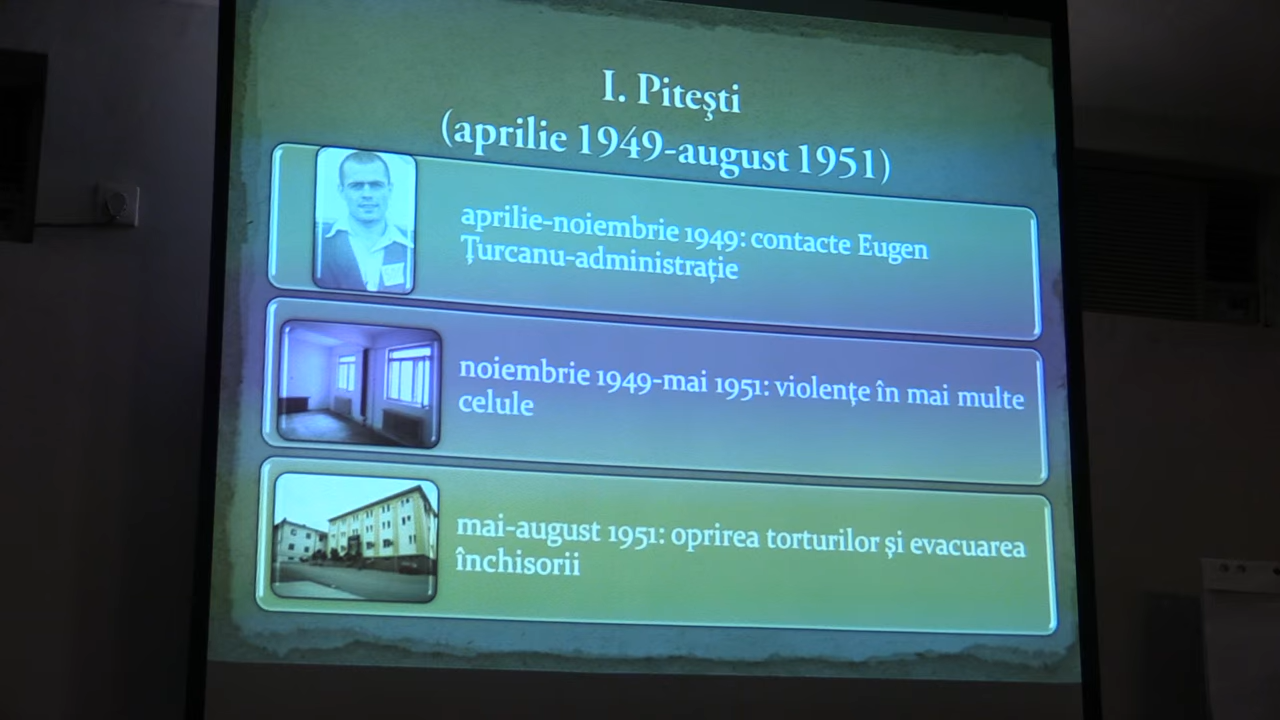 I. Piteşti
(aprilie 1949-august 1951)
aprilie-noiembrie 1949: contacte Eugen
Ţurcanu-administraţie
noiembrie 1949-mai 1951: violenţe în mai multe
celule
mai-august 1951: oprirea torturilor şi evacuarea
închisorii